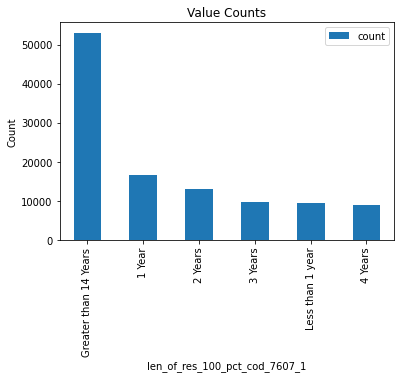 Value Counts
count
Count
50000
40000
30000
20000
10000
0
Greater than 14 Years
1 Year
2 Years
3 Years
Less than 1 year
4 Years
len_of_res_100_pct_cod_7607_1